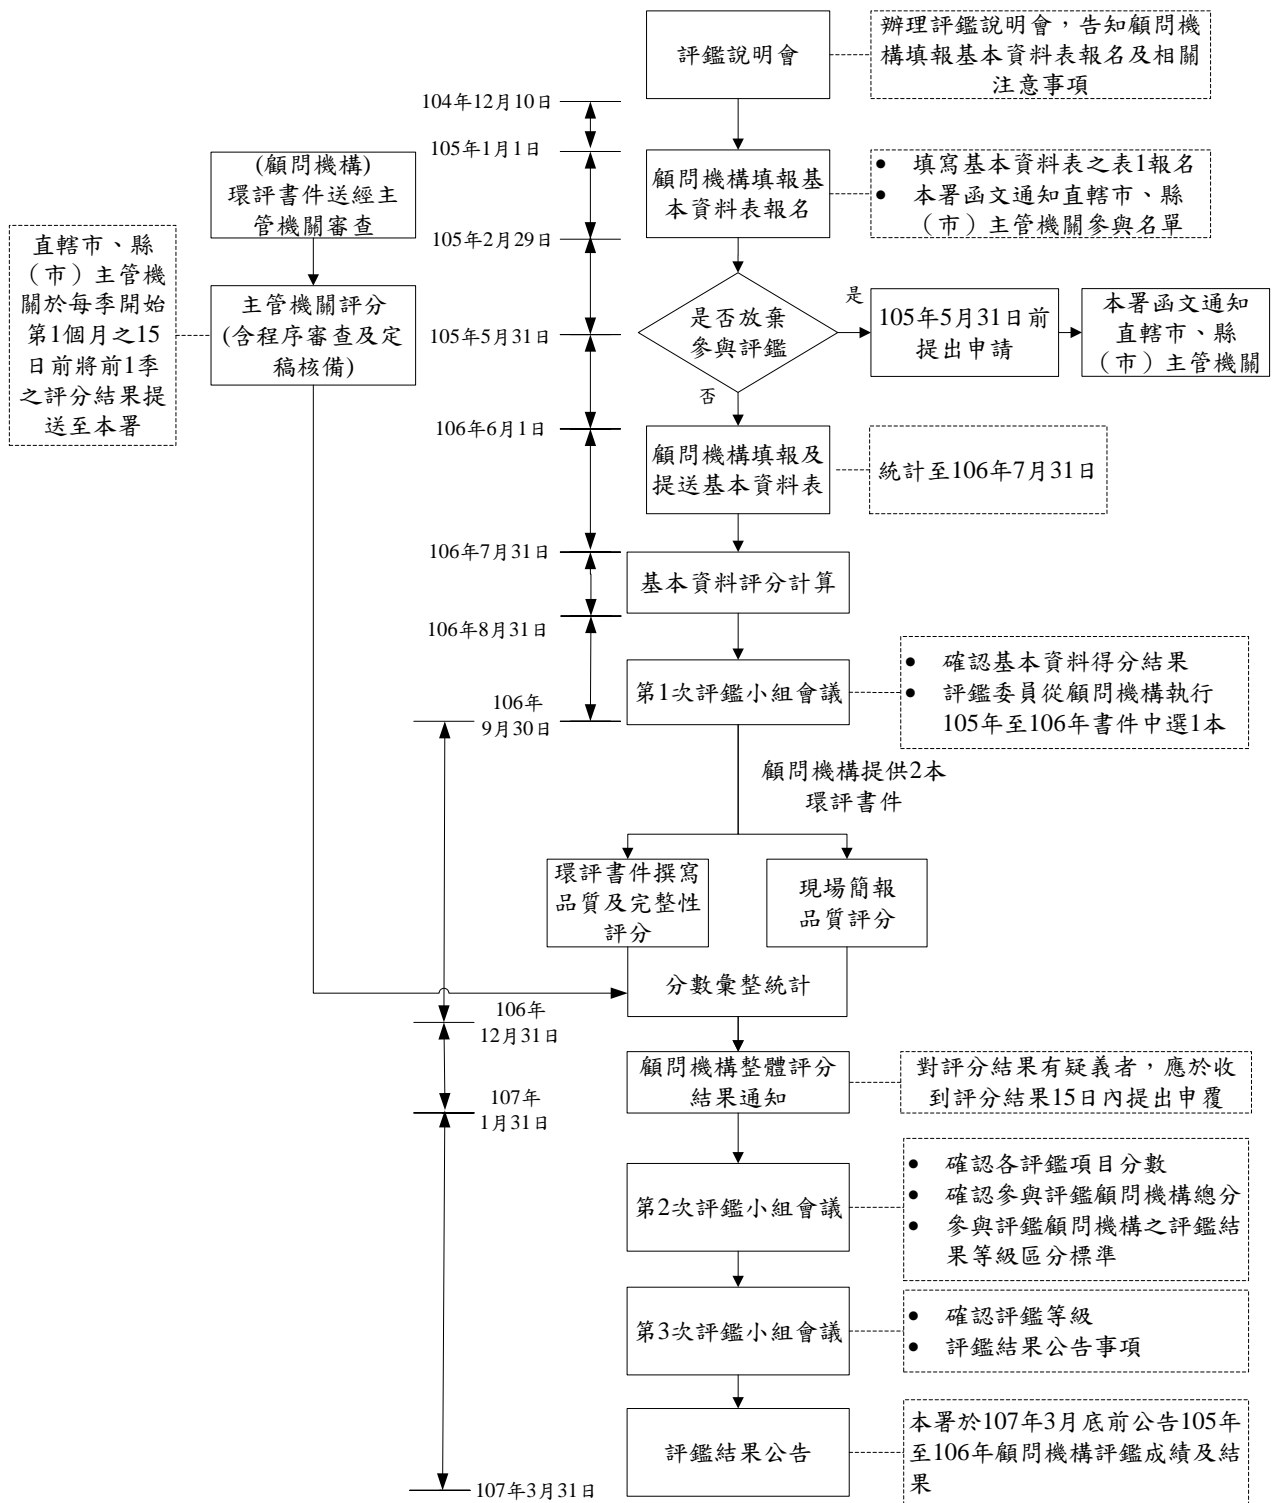 評鑑說明會
辦理評鑑說明會，告知顧問機
構填報基本資料表報名及相關
注意事項
104年12月10日
105年1月1日
(顧問機構)
環評書件送經主
管機關審查
顧問機構填報基
本資料表報名
● 填寫基本資料表之表1報名
● 本署函文通知直轄市、縣
（市）主管機關參與名單
105年2月29日
直轄市、縣
（市）主管機
關於每季開始
第1個月之15
日前將前1季
之評分結果提
送至本署
主管機關評分
(含程序審查及定
稿核備)
105年5月31日
是否放棄
參與評鑑
是
105年5月31日前
提出申請
本署函文通知
直轄市、縣
（市）主管機關
否
106年6月1日
顧問機構填報及
提送基本資料表
統計至106年7月31日
106年7月31日
基本資料評分計算
106年8月31日
第1次評鑑小組會議
● 確認基本資料得分結果
● 評鑑委員從顧問機構執行
105年至106年書件中選1本
106年
9月30日
顧問機構提供2本
環評書件
環評書件撰寫
品質及完整性
評分
現場簡報
品質評分
分數彙整統計
106年
12月31日
顧問機構整體評分
結果通知
對評分結果有疑義者，應於收
到評分結果15日內提出申覆
107年
1月31日
第2次評鑑小組會議
● 確認各評鑑項目分數
● 確認參與評鑑顧問機構總分
● 參與評鑑顧問機構之評鑑結
果等級區分標準
第3次評鑑小組會議
● 確認評鑑等級
● 評鑑結果公告事項
評鑑結果公告
本署於107年3月底前公告105年
至106年顧問機構評鑑成績及結
果
107年3月31日